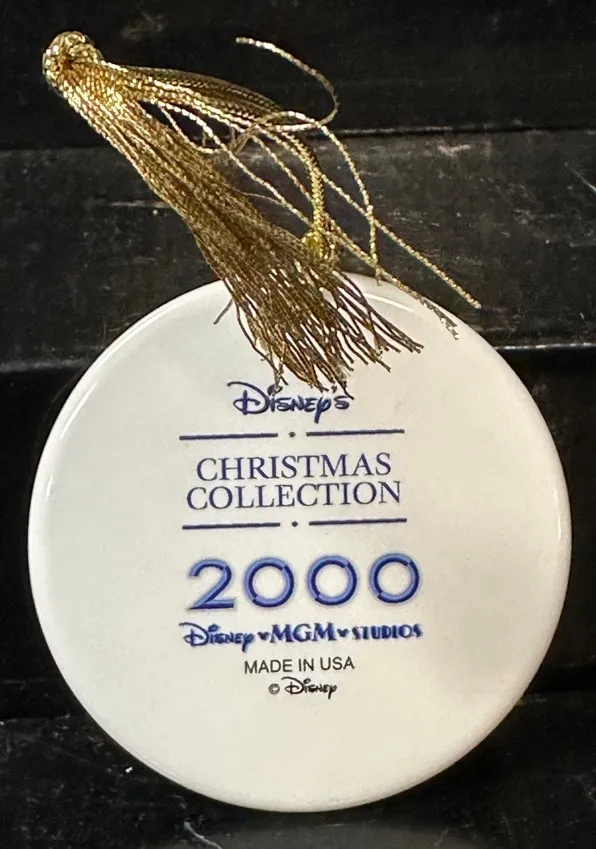 Disney's
CHRISTMAS
COLLECTION
2000
Disney MGM STUDIOS
MADE IN USA
© Disney